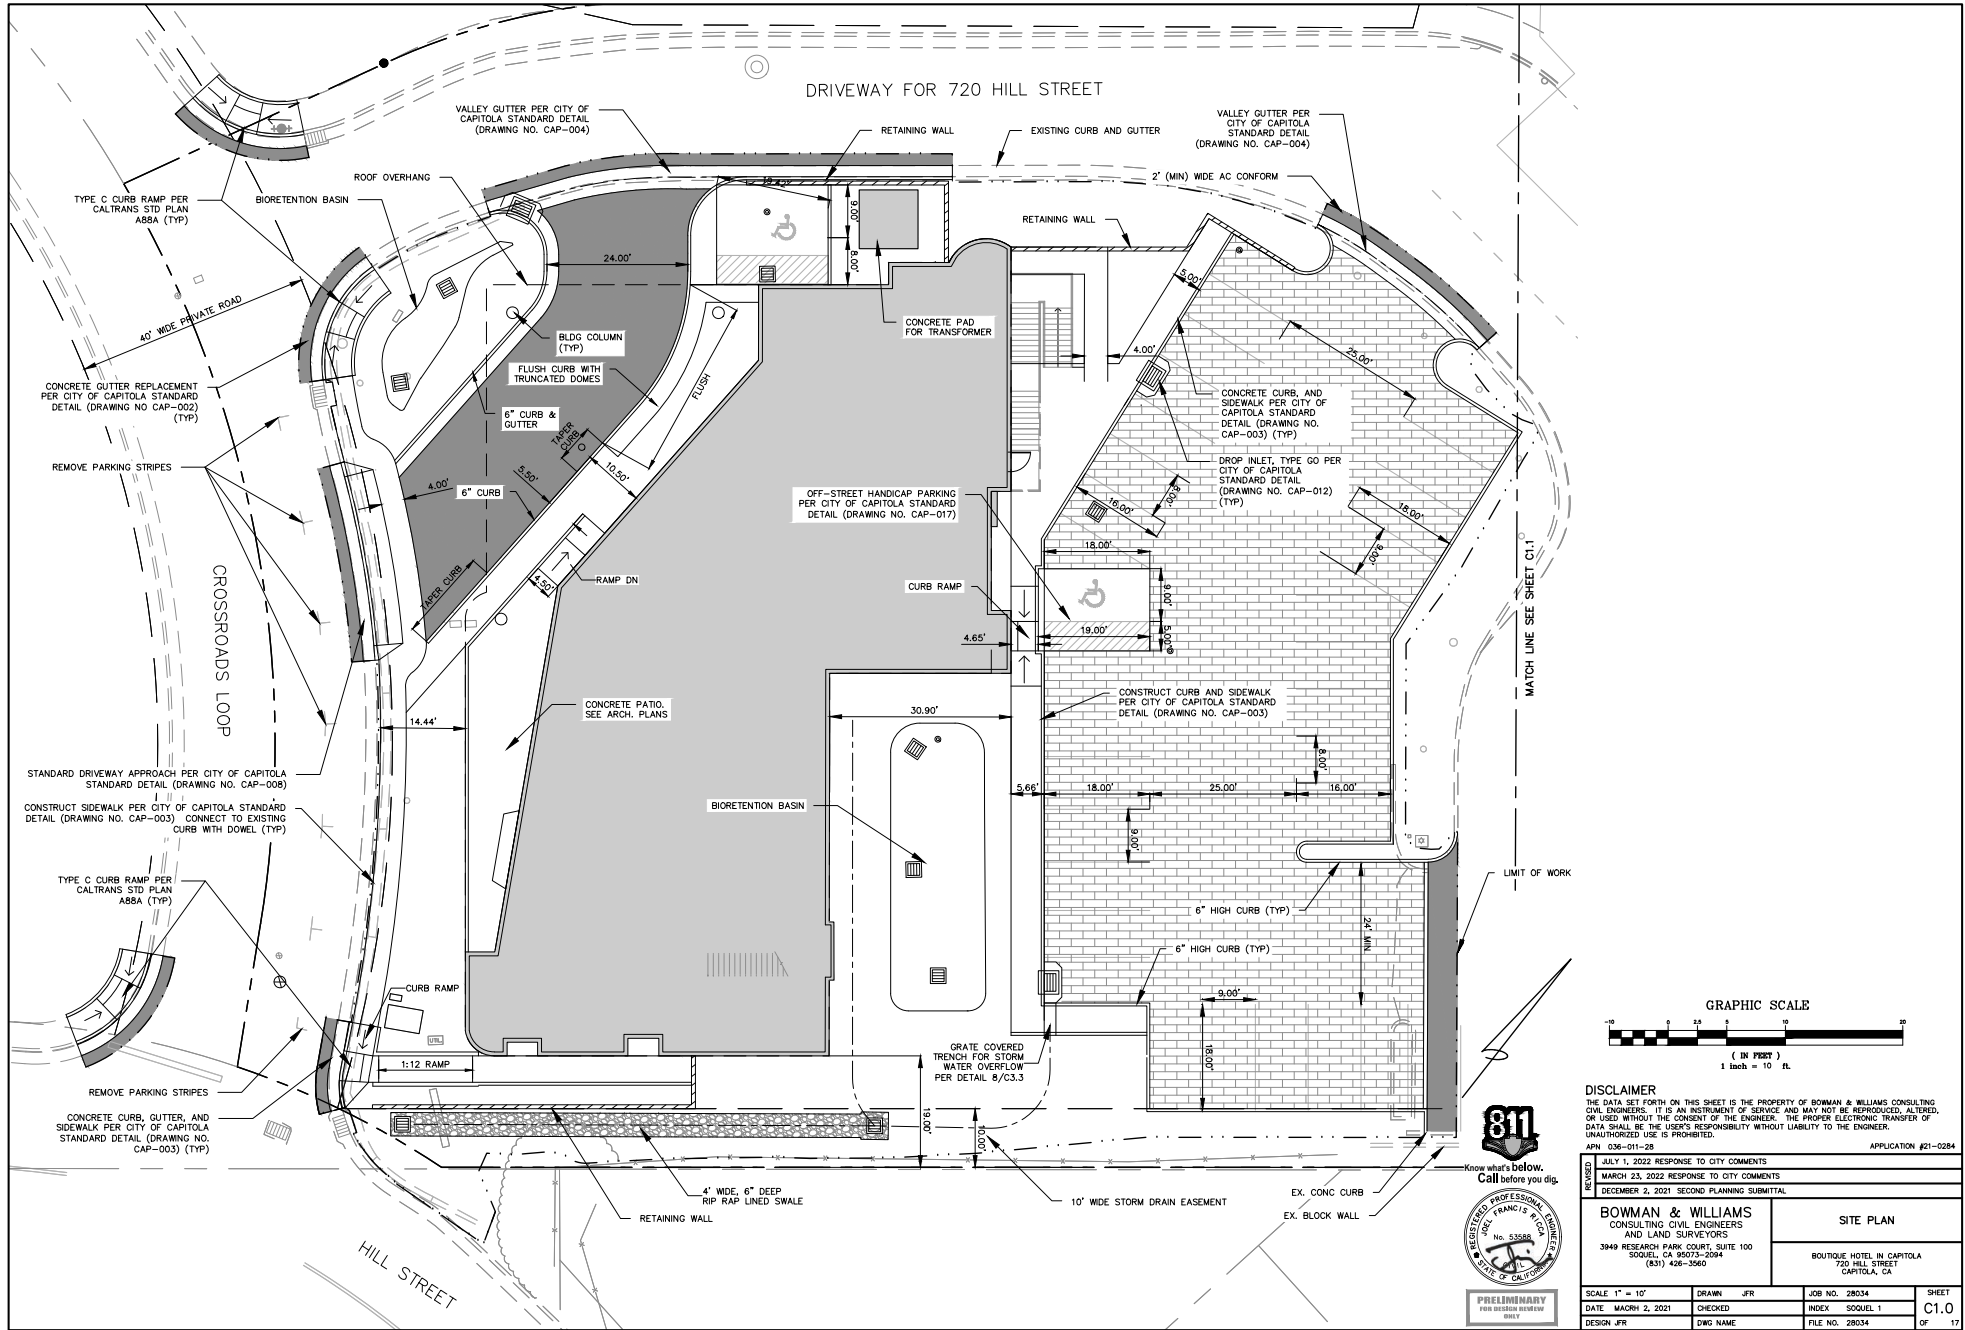 DRIVEWAY FOR 720 HILL STREET
VALLEY GUTTER PER CITY OF
CAPITOLA STANDARD DETAIL
(DRAWING NO. CAP-004)
RETAINING WALL
EXISTING CURB AND GUTTER
VALLEY GUTTER PER
CITY OF CAPITOLA
STANDARD DETAIL
(DRAWING NO. CAP-004)
ROOF OVERHANG
2' (MIN) WIDE AC CONFORM
TYPE C CURB RAMP PER
CALTRANS STD PLAN
A88A (TYP)
BIORETENTION BASIN
RETAINING WALL
19.42'
9.00'
8.00'
24.00'
5.00'
40' WIDE PRIVATE ROAD
CONCRETE PAD
FOR TRANSFORMER
BLDG COLUMN
(TYP)
4.00'
25.00'
FLUSH CURB WITH
TRUNCATED DOMES
FLUSH
CONCRETE GUTTER REPLACEMENT
PER CITY OF CAPITOLA STANDARD
DETAIL (DRAWING NO CAP-002)
(TYP)
6" CURB &
GUTTER
CONCRETE CURB, AND
SIDEWALK PER CITY OF
CAPITOLA STANDARD
DETAIL (DRAWING NO.
CAP-003) (TYP)
TAPER
CURB
REMOVE PARKING STRIPES
10.50'
5.50'
4.00'
6" CURB
DROP INLET, TYPE GO PER
CITY OF CAPITOLA
STANDARD DETAIL
(DRAWING NO. CAP-012)
(TYP)
OFF-STREET HANDICAP PARKING
PER CITY OF CAPITOLA STANDARD
DETAIL (DRAWING NO. CAP-017)
16.00'
8.00'
15.00'
9.00'
18.00'
TAPER CURB
4.50'
RAMP DN
CURB RAMP
9.00'
19.00'
5.00'
4.65'
CROSSROADS LOOP
MATCH LINE SEE SHEET C1.1
CONCRETE PATIO.
SEE ARCH. PLANS
CONSTRUCT CURB AND SIDEWALK
PER CITY OF CAPITOLA STANDARD
DETAIL (DRAWING NO. CAP-003)
14.44'
30.90'
STANDARD DRIVEWAY APPROACH PER CITY OF CAPITOLA
STANDARD DETAIL (DRAWING NO. CAP-008)
8.00'
5.66'
18.00'
25.00'
16.00'
CONSTRUCT SIDEWALK PER CITY OF CAPITOLA STANDARD
DETAIL (DRAWING NO. CAP-003) CONNECT TO EXISTING
CURB WITH DOWEL (TYP)
BIORETENTION BASIN
9.00'
TYPE C CURB RAMP PER
CALTRANS STD PLAN
A88A (TYP)
LIMIT OF WORK
6" HIGH CURB (TYP)
24' MIN
6" HIGH CURB (TYP)
CURB RAMP
9.00'
UTIL
18.00'
GRATE COVERED
TRENCH FOR STORM
WATER OVERFLOW
PER DETAIL 8/C3.3
1:12 RAMP
REMOVE PARKING STRIPES
CONCRETE CURB, GUTTER, AND
SIDEWALK PER CITY OF CAPITOLA
STANDARD DETAIL (DRAWING NO.
CAP-003) (TYP)
19.00'
10.00'
4' WIDE, 6" DEEP
RIP RAP LINED SWALE
RETAINING WALL
10' WIDE STORM DRAIN EASEMENT
EX. CONC CURB
EX. BLOCK WALL
HILL STREET
GRAPHIC SCALE
-10 0 2.5 5 10 20
( IN FEET )
1 inch = 10 ft.
811
Know what's below.
Call before you dig.
REGISTERED PROFESSIONAL ENGINEER
JOEL FRANCIS RICCA
No. 53588
CIVIL
STATE OF CALIFORNIA
PRELIMINARY
FOR DESIGN REVIEW
ONLY
DISCLAIMER
THE DATA SET FORTH ON THIS SHEET IS THE PROPERTY OF BOWMAN & WILLIAMS CONSULTING
CIVIL ENGINEERS. IT IS AN INSTRUMENT OF SERVICE AND MAY NOT BE REPRODUCED, ALTERED,
OR USED WITHOUT THE CONSENT OF THE ENGINEER. THE PROPER ELECTRONIC TRANSFER OF
DATA SHALL BE THE USER'S RESPONSIBILITY WITHOUT LIABILITY TO THE ENGINEER.
UNAUTHORIZED USE IS PROHIBITED.
APN 036-011-28 APPLICATION #21-0284
REVISED
JULY 1, 2022 RESPONSE TO CITY COMMENTS
MARCH 23, 2022 RESPONSE TO CITY COMMENTS
DECEMBER 2, 2021 SECOND PLANNING SUBMITTAL
BOWMAN & WILLIAMS
CONSULTING CIVIL ENGINEERS
AND LAND SURVEYORS
3949 RESEARCH PARK COURT, SUITE 100
SOQUEL, CA 95073-2094
(831) 426-3560
SITE PLAN
BOUTIQUE HOTEL IN CAPITOLA
720 HILL STREET
CAPITOLA, CA
SCALE 1" = 10' DRAWN JFR JOB NO. 28034 SHEET
DATE MACRH 2, 2021 CHECKED INDEX SOQUEL 1 C1.0
DESIGN JFR DWG NAME FILE NO. 28034 OF 17